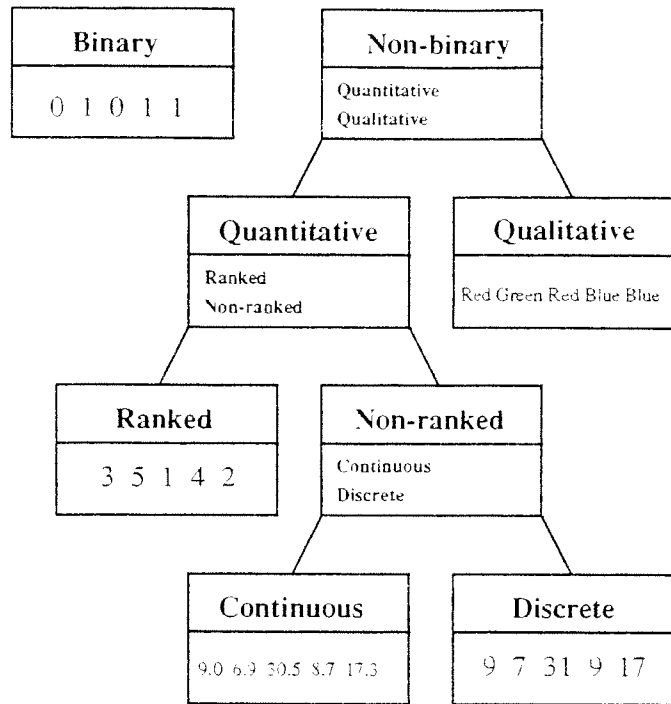 Binary
0 1 0 1 1
Non-binary
Quantitative
Qualitative
Quantitative
Ranked
Non-ranked
Qualitative
Red Green Red Blue Blue
Ranked
3 5 1 4 2
Non-ranked
Continuous
Discrete
Continuous
9.0 6.9 30.5 8.7 17.3
Discrete
9 7 31 9 17